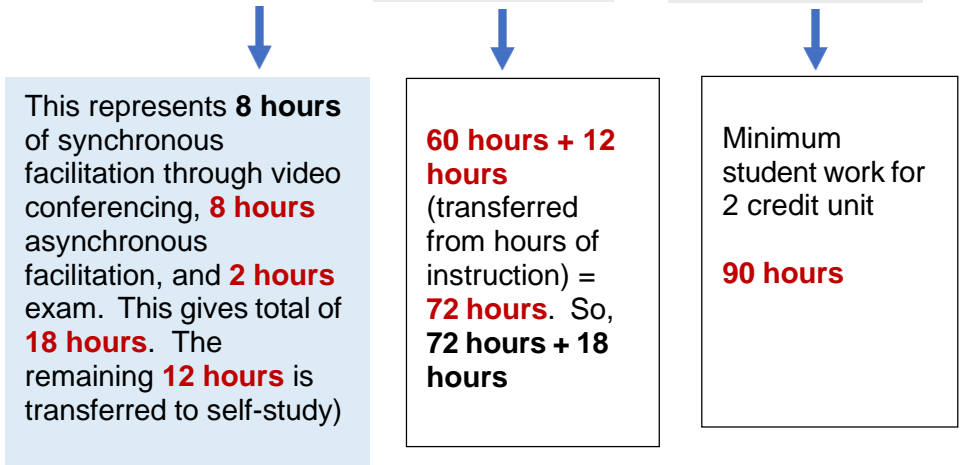 This represents 8 hours
of synchronous
facilitation through video
conferencing, 8 hours
asynchronous
facilitation, and 2 hours
exam.  This gives total of
18 hours.  The
remaining 12 hours is
transferred to self-study)
60 hours + 12
hours
(transferred
from hours of
instruction) =
72 hours.  So,
72 hours + 18
hours
Minimum
student work for
2 credit unit
90 hours